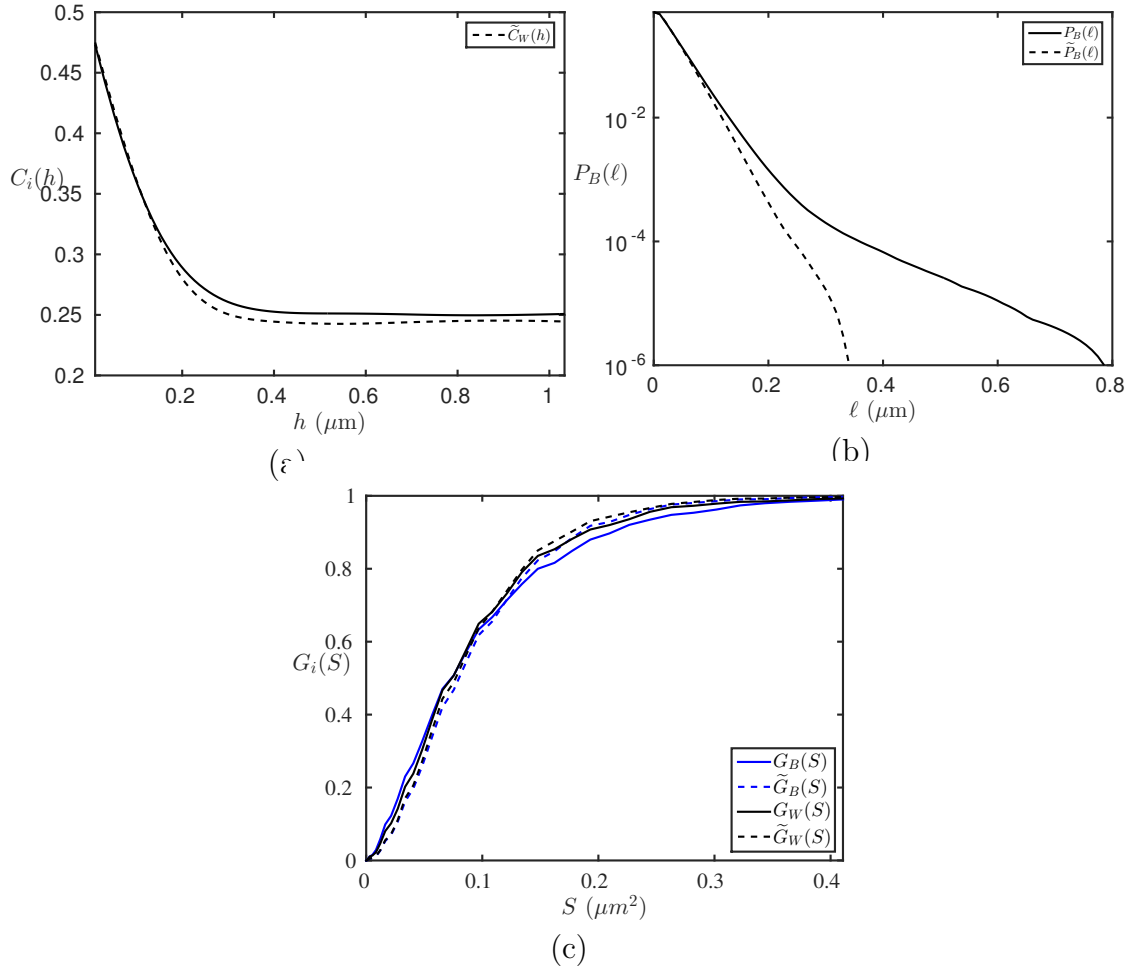 0.5
0.45
0.4
C_i(h)
0.35
0.3
0.25
0.2
0.2 0.4 0.6 0.8 1
h (μm)
C̃_W(h)
10^-2
P_B(ℓ)
10^-4
10^-6
0 0.2 0.4 0.6 0.8
ℓ (μm)
P_B(ℓ)
P̃_B(ℓ)
(b)
1
0.8
0.6
G_i(S)
0.4
0.2
0
0 0.1 0.2 0.3 0.4
S (μm²)
G_B(S)
G̃_B(S)
G_W(S)
G̃_W(S)
(c)